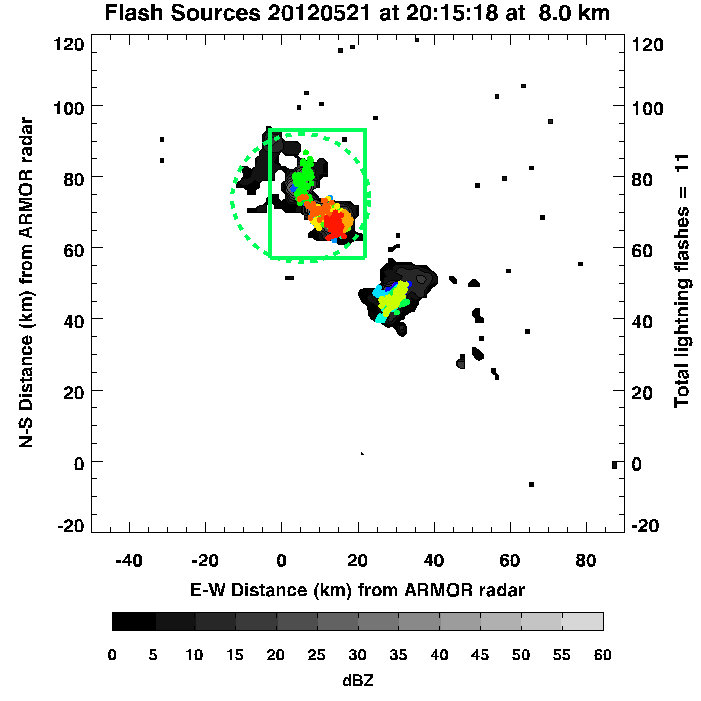 Flash Sources 20120521 at 20:15:18 at  8.0 km
120 120
100 100
80 80
60 60
40 40
20 20
0 0
-20 -20
N-S Distance (km) from ARMOR radar
Total lightning flashes =  11
-40 -20 0 20 40 60 80
E-W Distance (km) from ARMOR radar
0 5 10 15 20 25 30 35 40 45 50 55 60
dBZ